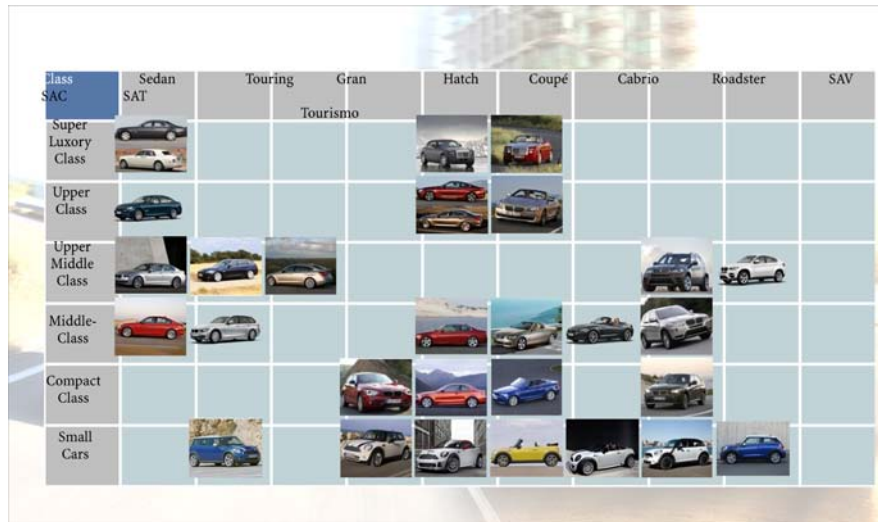 Class Sedan Touring Gran Hatch Coupé Cabrio Roadster SAV
SAC SAT
Tourismo
Super
Luxory
Class
Upper
Class
Upper
Middle
Class
Middle-
Class
Compact
Class
Small
Cars